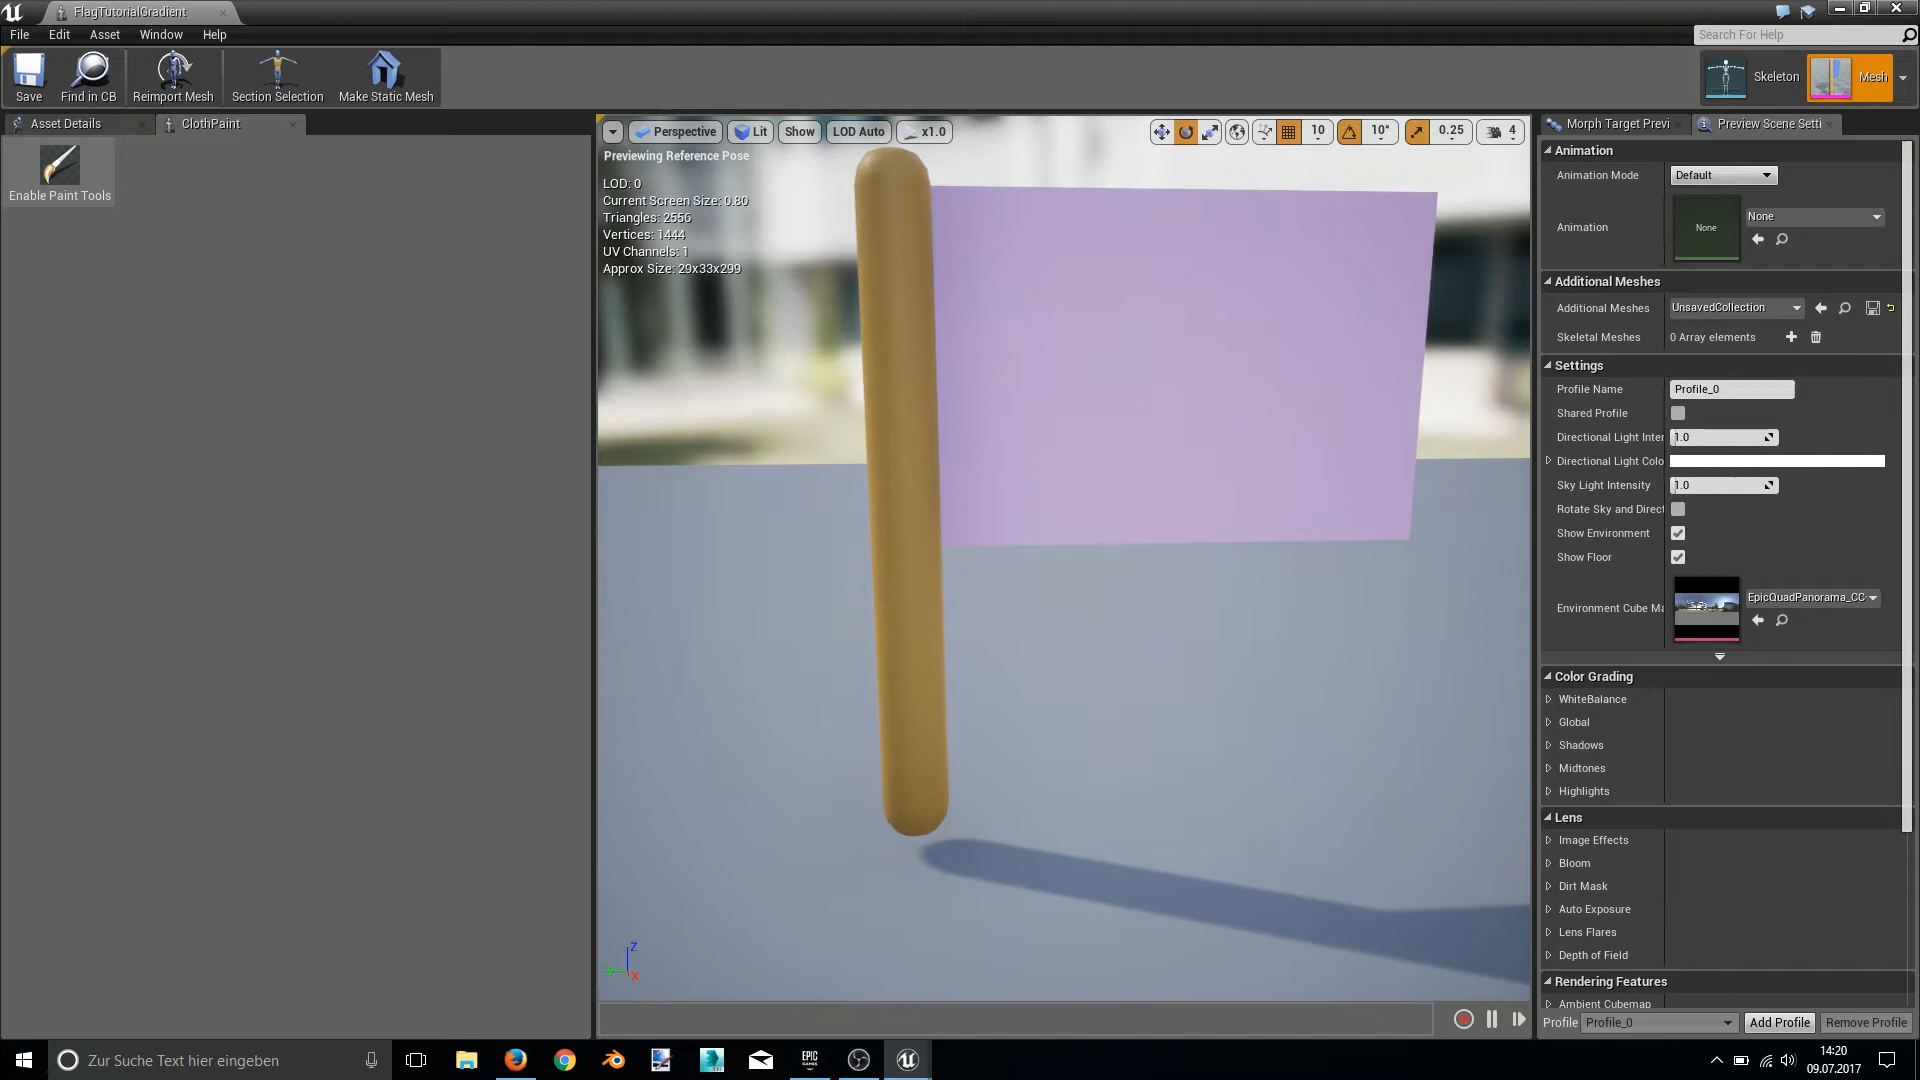 FlagTutorialGradient
File Edit Asset Window Help
Search For Help
Save Find in CB Reimport Mesh Section Selection Make Static Mesh
Skeleton Mesh
Asset Details ClothPaint
Enable Paint Tools
Perspective Lit Show LOD Auto x1.0 10 10° 0.25 4
Previewing Reference Pose
LOD: 0
Current Screen Size: 0.80
Triangles: 2556
Vertices: 1444
UV Channels: 1
Approx Size: 29x33x299
Z
X
Morph Target Previ Preview Scene Setti
Animation
Animation Mode Default
Animation None None
Additional Meshes
Additional Meshes UnsavedCollection
Skeletal Meshes 0 Array elements
Settings
Profile Name Profile_0
Shared Profile
Directional Light Inter 1.0
Directional Light Colo
Sky Light Intensity 1.0
Rotate Sky and Direct
Show Environment
Show Floor
Environment Cube Ma EpicQuadPanorama_CC
Color Grading
WhiteBalance
Global
Shadows
Midtones
Highlights
Lens
Image Effects
Bloom
Dirt Mask
Auto Exposure
Lens Flares
Depth of Field
Rendering Features
Ambient Cubemap
Profile Profile_0 Add Profile Remove Profile
Zur Suche Text hier eingeben
EPIC GAMES
14:20
09.07.2017